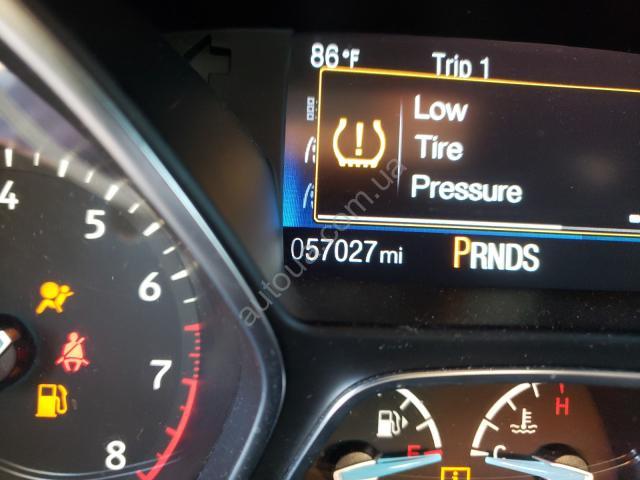 86°F Trip 1
Low
Tire
Pressure
057027 mi PRNDS
4
5
6
7
8
E
H
C
autoua.com.ua